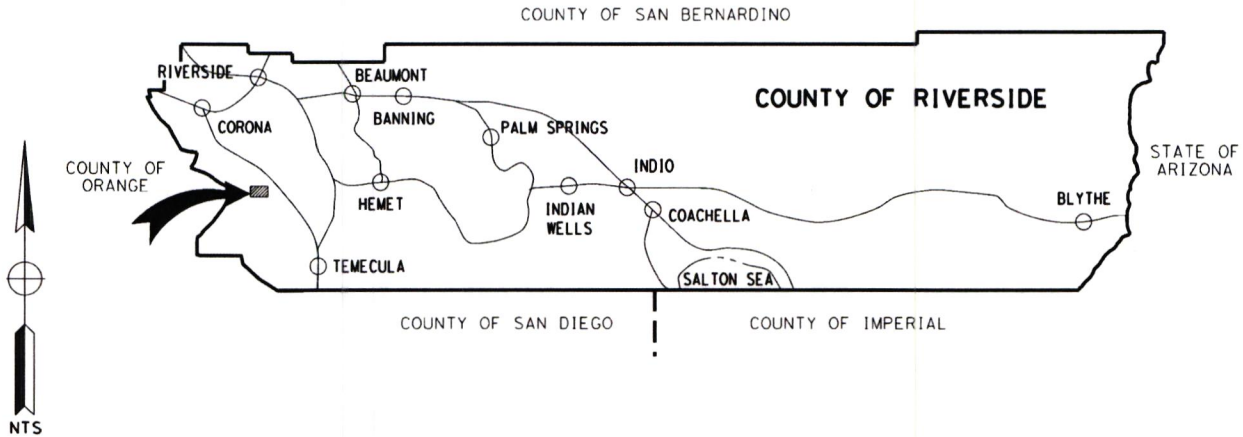 COUNTY OF SAN BERNARDINO
RIVERSIDE
BEAUMONT
COUNTY OF RIVERSIDE
BANNING
CORONA
PALM SPRINGS
STATE OF
ARIZONA
COUNTY OF
ORANGE
INDIO
HEMET
INDIAN
WELLS
COACHELLA
BLYTHE
TEMECULA
SALTON SEA
COUNTY OF SAN DIEGO
COUNTY OF IMPERIAL
NTS